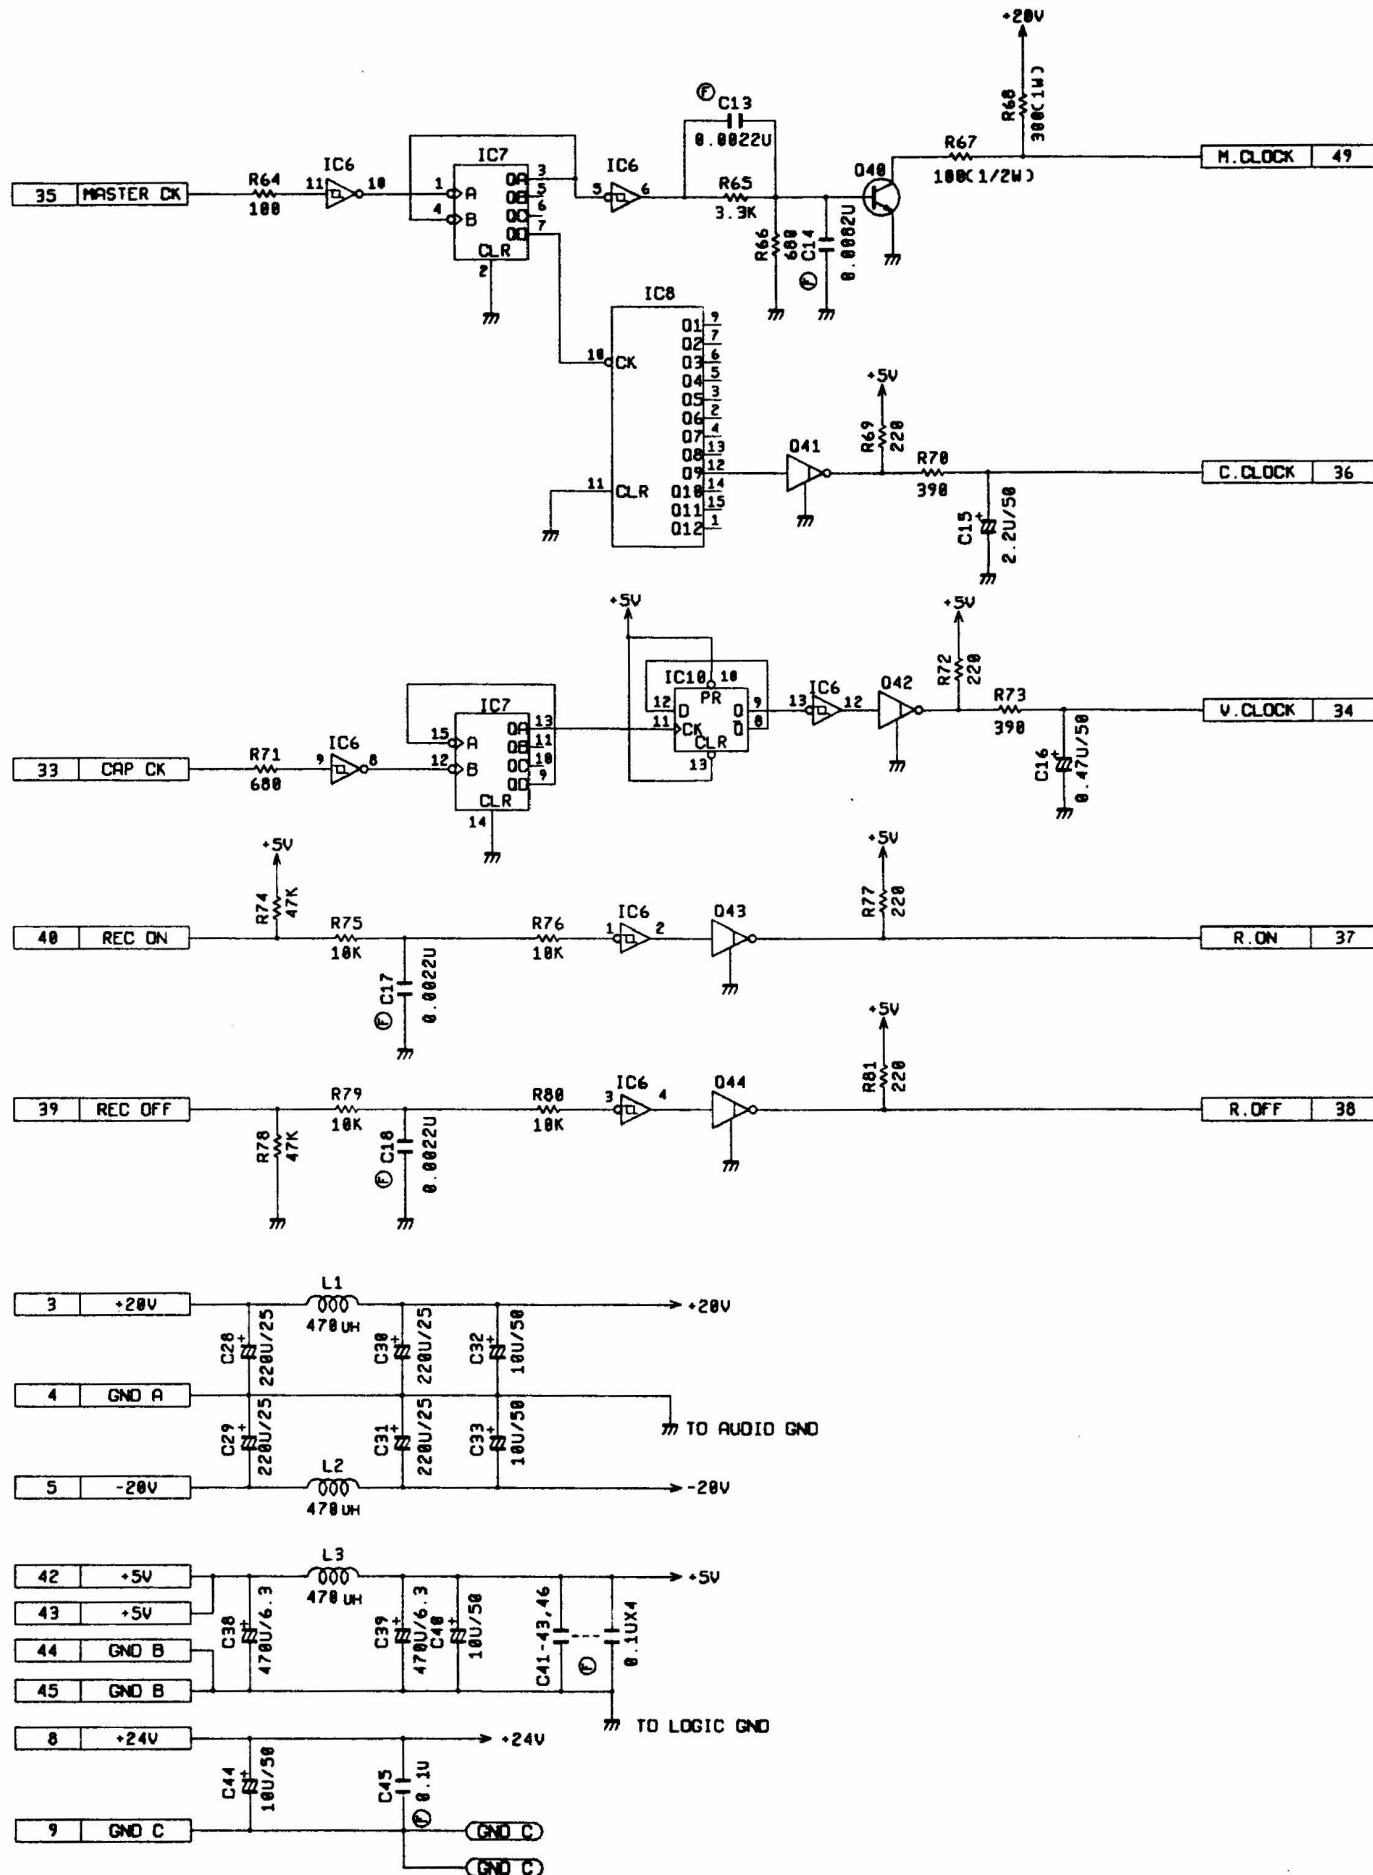 +20V
R68
300(1W)
Ⓕ C13
0.0022U
35 MASTER CK
R64
100
IC6
11
10
IC7
1
4
A
B
QA
QB
QC
QD
3
5
6
7
CLR
2
IC6
5
6
R65
3.3K
R66
680
Ⓕ C14
0.0082U
Q40
R67
100(1/2W)
M.CLOCK 49
IC8
10
CK
11
CLR
Q1 9
Q2 7
Q3 6
Q4 5
Q5 3
Q6 2
Q7 4
Q8 13
Q9 12
Q10 14
Q11 15
Q12 1
Q41
+5V
R69
220
R70
390
C15
+
2.2U/50
C.CLOCK 36
33 CAP CK
R71
680
IC6
9
8
IC7
15
12
A
B
QA
QB
QC
QD
13
11
10
9
CLR
14
+5V
IC10
10
PR
12
D
11
CK
Q
Q
9
8
CLR
13
IC6
13
12
Q42
+5V
R72
220
R73
390
C16
+
0.47U/50
V.CLOCK 34
+5V
R74
47K
40 REC ON
R75
10K
Ⓕ C17
0.0022U
R76
10K
IC6
1
2
Q43
+5V
R77
220
R.ON 37
39 REC OFF
R78
47K
R79
10K
Ⓕ C18
0.0022U
R80
10K
IC6
3
4
Q44
+5V
R81
220
R.OFF 38
3 +20V
L1
470UH
+20V
C28
+
220U/25
C30
+
220U/25
C32
+
10U/50
4 GND A
TO AUDIO GND
C29
+
220U/25
C31
+
220U/25
C33
+
10U/50
5 -20V
L2
470UH
-20V
42 +5V
43 +5V
44 GND B
45 GND B
L3
470UH
+5V
C38
+
470U/6.3
C39
+
470U/6.3
C40
+
10U/50
C41-43,46
Ⓕ
0.1UX4
TO LOGIC GND
8 +24V
+24V
C44
+
10U/50
C45
Ⓕ 0.1U
9 GND C
GND C
GND C